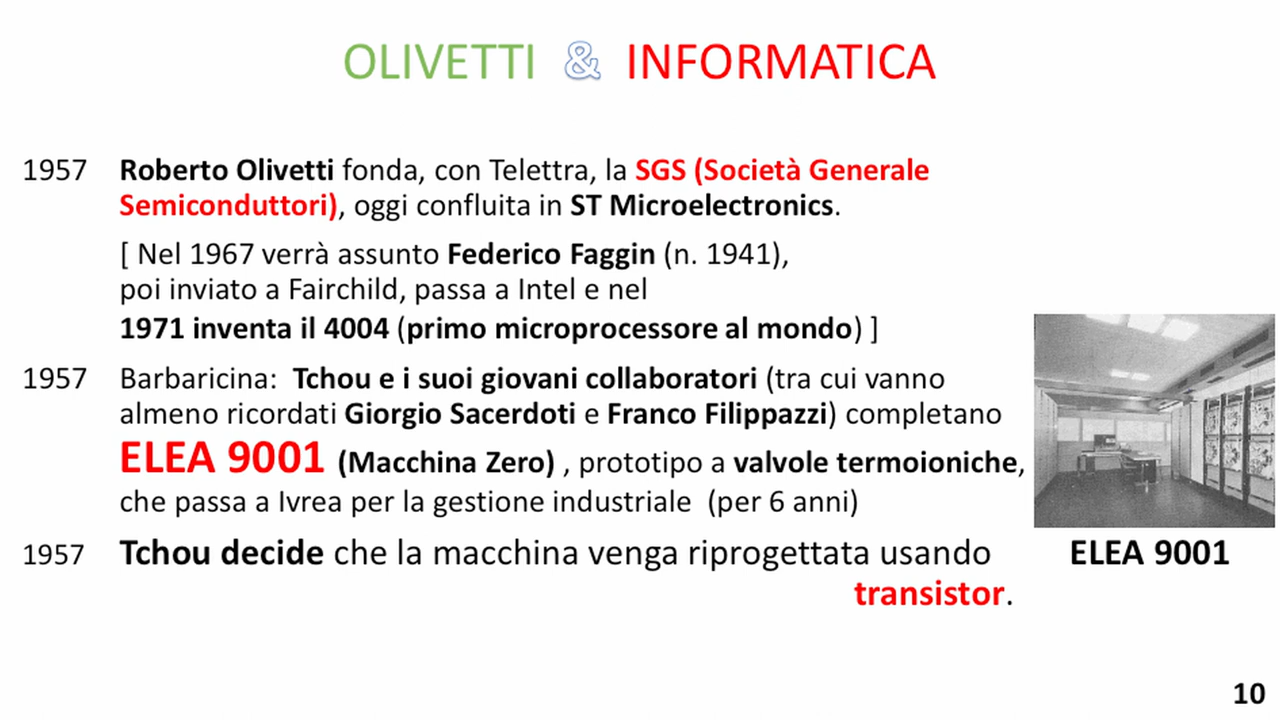 OLIVETTI & INFORMATICA
1957 Roberto Olivetti fonda, con Telettra, la SGS (Società Generale
Semiconduttori), oggi confluita in ST Microelectronics.
[ Nel 1967 verrà assunto Federico Faggin (n. 1941),
poi inviato a Fairchild, passa a Intel e nel
1971 inventa il 4004 (primo microprocessore al mondo) ]
1957 Barbaricina: Tchou e i suoi giovani collaboratori (tra cui vanno
almeno ricordati Giorgio Sacerdoti e Franco Filippazzi) completano
ELEA 9001 (Macchina Zero) , prototipo a valvole termoioniche,
che passa a Ivrea per la gestione industriale (per 6 anni)
1957 Tchou decide che la macchina venga riprogettata usando
transistor.
ELEA 9001
10